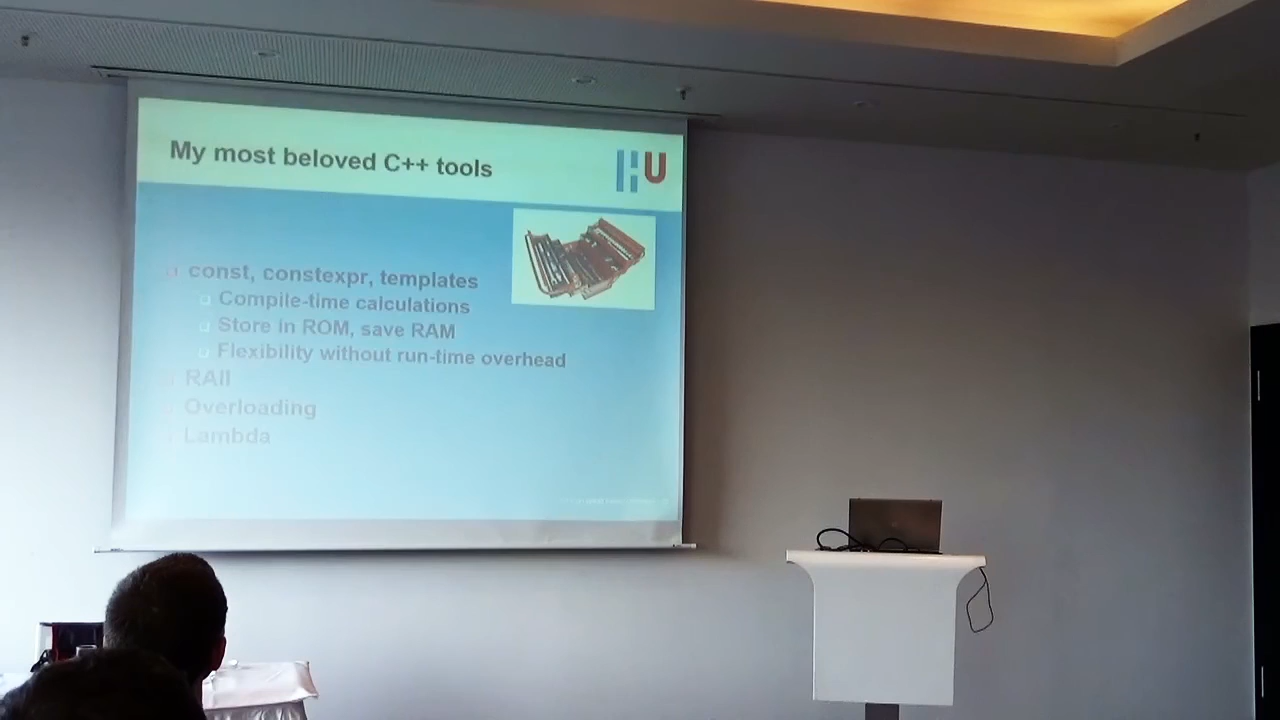 My most beloved C++ tools
HU
const, constexpr, templates
Compile-time calculations
Store in ROM, save RAM
Flexibility without run-time overhead
RAII
Overloading
Lambda